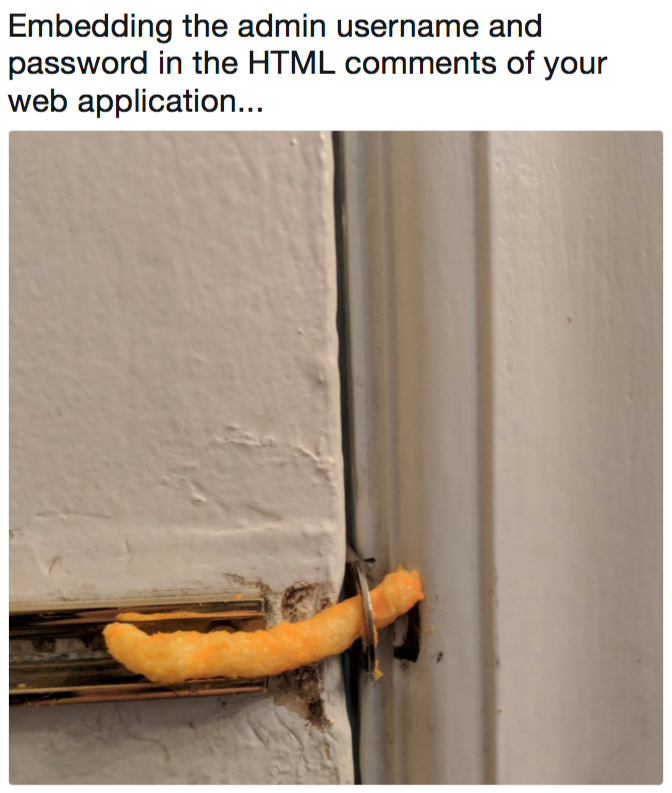 Embedding the admin username and
password in the HTML comments of your
web application...